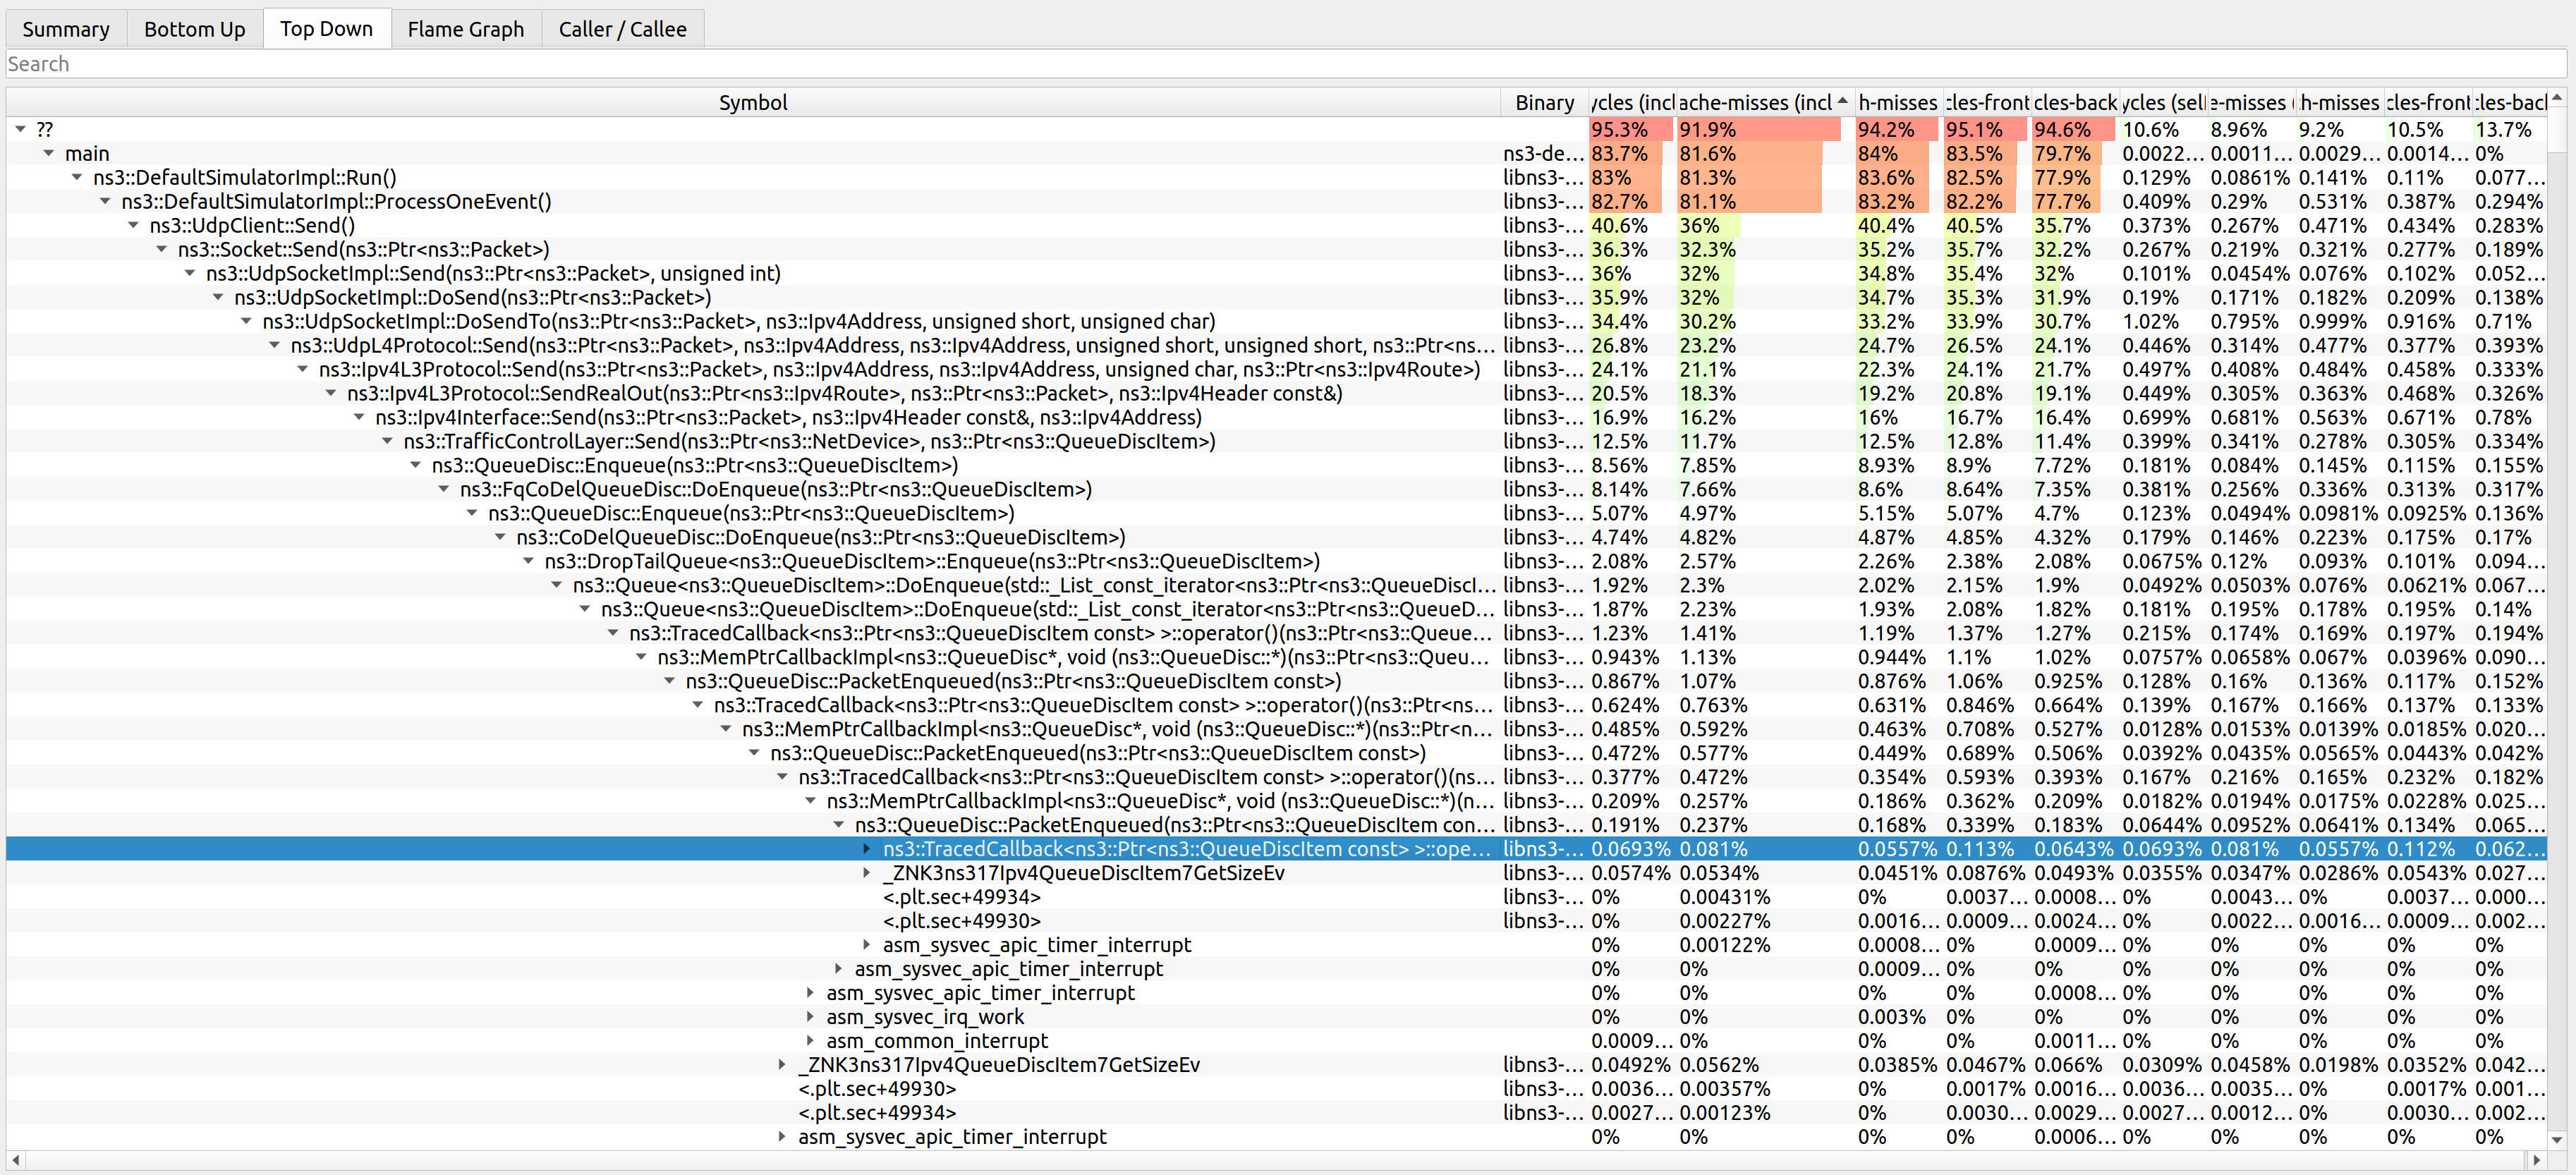 Summary Bottom Up Top Down Flame Graph Caller / Callee
Search
Symbol Binary ycles (incl ache-misses (incl h-misses cles-front cles-back ycles (self e-misses ( h-misses cles-front cles-back
?? 95.3% 91.9% 94.2% 95.1% 94.6% 10.6% 8.96% 9.2% 10.5% 13.7%
main ns3-de... 83.7% 81.6% 84% 83.5% 79.7% 0.0022... 0.0011... 0.0029... 0.0014... 0%
ns3::DefaultSimulatorImpl::Run() libns3-... 83% 81.3% 83.6% 82.5% 77.9% 0.129% 0.0861% 0.141% 0.11% 0.077...
ns3::DefaultSimulatorImpl::ProcessOneEvent() libns3-... 82.7% 81.1% 83.2% 82.2% 77.7% 0.409% 0.29% 0.531% 0.387% 0.294%
ns3::UdpClient::Send() libns3-... 40.6% 36% 40.4% 40.5% 35.7% 0.373% 0.267% 0.471% 0.434% 0.283%
ns3::Socket::Send(ns3::Ptr<ns3::Packet>) libns3-... 36.3% 32.3% 35.2% 35.7% 32.2% 0.267% 0.219% 0.321% 0.277% 0.189%
ns3::UdpSocketImpl::Send(ns3::Ptr<ns3::Packet>, unsigned int) libns3-... 36% 32% 34.8% 35.4% 32% 0.101% 0.0454% 0.076% 0.102% 0.052...
ns3::UdpSocketImpl::DoSend(ns3::Ptr<ns3::Packet>) libns3-... 35.9% 32% 34.7% 35.3% 31.9% 0.19% 0.171% 0.182% 0.209% 0.138%
ns3::UdpSocketImpl::DoSendTo(ns3::Ptr<ns3::Packet>, ns3::Ipv4Address, unsigned short, unsigned char) libns3-... 34.4% 30.2% 33.2% 33.9% 30.7% 1.02% 0.795% 0.999% 0.916% 0.71%
ns3::UdpL4Protocol::Send(ns3::Ptr<ns3::Packet>, ns3::Ipv4Address, ns3::Ipv4Address, unsigned short, unsigned short, ns3::Ptr<ns... libns3-... 26.8% 23.2% 24.7% 26.5% 24.1% 0.446% 0.314% 0.477% 0.377% 0.393%
ns3::Ipv4L3Protocol::Send(ns3::Ptr<ns3::Packet>, ns3::Ipv4Address, ns3::Ipv4Address, unsigned char, ns3::Ptr<ns3::Ipv4Route>) libns3-... 24.1% 21.1% 22.3% 24.1% 21.7% 0.497% 0.408% 0.484% 0.458% 0.333%
ns3::Ipv4L3Protocol::SendRealOut(ns3::Ptr<ns3::Ipv4Route>, ns3::Ptr<ns3::Packet>, ns3::Ipv4Header const&) libns3-... 20.5% 18.3% 19.2% 20.8% 19.1% 0.449% 0.305% 0.363% 0.468% 0.326%
ns3::Ipv4Interface::Send(ns3::Ptr<ns3::Packet>, ns3::Ipv4Header const&, ns3::Ipv4Address) libns3-... 16.9% 16.2% 16% 16.7% 16.4% 0.699% 0.681% 0.563% 0.671% 0.78%
ns3::TrafficControlLayer::Send(ns3::Ptr<ns3::NetDevice>, ns3::Ptr<ns3::QueueDiscItem>) libns3-... 12.5% 11.7% 12.5% 12.8% 11.4% 0.399% 0.341% 0.278% 0.305% 0.334%
ns3::QueueDisc::Enqueue(ns3::Ptr<ns3::QueueDiscItem>) libns3-... 8.56% 7.85% 8.93% 8.9% 7.72% 0.181% 0.084% 0.145% 0.115% 0.155%
ns3::FqCoDelQueueDisc::DoEnqueue(ns3::Ptr<ns3::QueueDiscItem>) libns3-... 8.14% 7.66% 8.6% 8.64% 7.35% 0.381% 0.256% 0.336% 0.313% 0.317%
ns3::QueueDisc::Enqueue(ns3::Ptr<ns3::QueueDiscItem>) libns3-... 5.07% 4.97% 5.15% 5.07% 4.7% 0.123% 0.0494% 0.0981% 0.0925% 0.136%
ns3::CoDelQueueDisc::DoEnqueue(ns3::Ptr<ns3::QueueDiscItem>) libns3-... 4.74% 4.82% 4.87% 4.85% 4.32% 0.179% 0.146% 0.223% 0.175% 0.17%
ns3::DropTailQueue<ns3::QueueDiscItem>::Enqueue(ns3::Ptr<ns3::QueueDiscItem>) libns3-... 2.08% 2.57% 2.26% 2.38% 2.08% 0.0675% 0.12% 0.093% 0.101% 0.094...
ns3::Queue<ns3::QueueDiscItem>::DoEnqueue(std::_List_const_iterator<ns3::Ptr<ns3::QueueDiscI... libns3-... 1.92% 2.3% 2.02% 2.15% 1.9% 0.0492% 0.0503% 0.076% 0.0621% 0.067...
ns3::Queue<ns3::QueueDiscItem>::DoEnqueue(std::_List_const_iterator<ns3::Ptr<ns3::QueueD... libns3-... 1.87% 2.23% 1.93% 2.08% 1.82% 0.181% 0.195% 0.178% 0.195% 0.14%
ns3::TracedCallback<ns3::Ptr<ns3::QueueDiscItem const> >::operator()(ns3::Ptr<ns3::Queue... libns3-... 1.23% 1.41% 1.19% 1.37% 1.27% 0.215% 0.174% 0.169% 0.197% 0.194%
ns3::MemPtrCallbackImpl<ns3::QueueDisc*, void (ns3::QueueDisc::*)(ns3::Ptr<ns3::Queu... libns3-... 0.943% 1.13% 0.944% 1.1% 1.02% 0.0757% 0.0658% 0.067% 0.0396% 0.090...
ns3::QueueDisc::PacketEnqueued(ns3::Ptr<ns3::QueueDiscItem const>) libns3-... 0.867% 1.07% 0.876% 1.06% 0.925% 0.128% 0.16% 0.136% 0.117% 0.152%
ns3::TracedCallback<ns3::Ptr<ns3::QueueDiscItem const> >::operator()(ns3::Ptr<ns... libns3-... 0.624% 0.763% 0.631% 0.846% 0.664% 0.139% 0.167% 0.166% 0.137% 0.133%
ns3::MemPtrCallbackImpl<ns3::QueueDisc*, void (ns3::QueueDisc::*)(ns3::Ptr<n... libns3-... 0.485% 0.592% 0.463% 0.708% 0.527% 0.0128% 0.0153% 0.0139% 0.0185% 0.020...
ns3::QueueDisc::PacketEnqueued(ns3::Ptr<ns3::QueueDiscItem const>) libns3-... 0.472% 0.577% 0.449% 0.689% 0.506% 0.0392% 0.0435% 0.0565% 0.0443% 0.042%
ns3::TracedCallback<ns3::Ptr<ns3::QueueDiscItem const> >::operator()(ns... libns3-... 0.377% 0.472% 0.354% 0.593% 0.393% 0.167% 0.216% 0.165% 0.232% 0.182%
ns3::MemPtrCallbackImpl<ns3::QueueDisc*, void (ns3::QueueDisc::*)(n... libns3-... 0.209% 0.257% 0.186% 0.362% 0.209% 0.0182% 0.0194% 0.0175% 0.0228% 0.025...
ns3::QueueDisc::PacketEnqueued(ns3::Ptr<ns3::QueueDiscItem con... libns3-... 0.191% 0.237% 0.168% 0.339% 0.183% 0.0644% 0.0952% 0.0641% 0.134% 0.065...
ns3::TracedCallback<ns3::Ptr<ns3::QueueDiscItem const> >::ope... libns3-... 0.0693% 0.081% 0.0557% 0.113% 0.0643% 0.0693% 0.081% 0.0557% 0.112% 0.062...
_ZNK3ns317Ipv4QueueDiscItem7GetSizeEv libns3-... 0.0574% 0.0534% 0.0451% 0.0876% 0.0493% 0.0355% 0.0347% 0.0286% 0.0543% 0.027...
<.plt.sec+49934> libns3-... 0% 0.00431% 0% 0.0037... 0.0008... 0% 0.0043... 0% 0.0037... 0.000...
<.plt.sec+49930> libns3-... 0% 0.00227% 0.0016... 0.0009... 0.0024... 0% 0.0022... 0.0016... 0.0009... 0.002...
asm_sysvec_apic_timer_interrupt 0% 0.00122% 0.0008... 0% 0.0009... 0% 0% 0% 0% 0%
asm_sysvec_apic_timer_interrupt 0% 0% 0.0009... 0% 0% 0% 0% 0% 0% 0%
asm_sysvec_apic_timer_interrupt 0% 0% 0% 0% 0.0008... 0% 0% 0% 0% 0%
asm_sysvec_irq_work 0% 0% 0.003% 0% 0% 0% 0% 0% 0% 0%
asm_common_interrupt 0.0009... 0% 0% 0% 0.0011... 0% 0% 0% 0% 0%
_ZNK3ns317Ipv4QueueDiscItem7GetSizeEv libns3-... 0.0492% 0.0562% 0.0385% 0.0467% 0.066% 0.0309% 0.0458% 0.0198% 0.0352% 0.042...
<.plt.sec+49930> libns3-... 0.0036... 0.00357% 0% 0.0017% 0.0016... 0.0036... 0.0035... 0% 0.0017% 0.001...
<.plt.sec+49934> libns3-... 0.0027... 0.00123% 0% 0.0030... 0.0029... 0.0027... 0.0012... 0% 0.0030... 0.002...
asm_sysvec_apic_timer_interrupt 0% 0% 0% 0% 0.0006... 0% 0% 0% 0% 0%